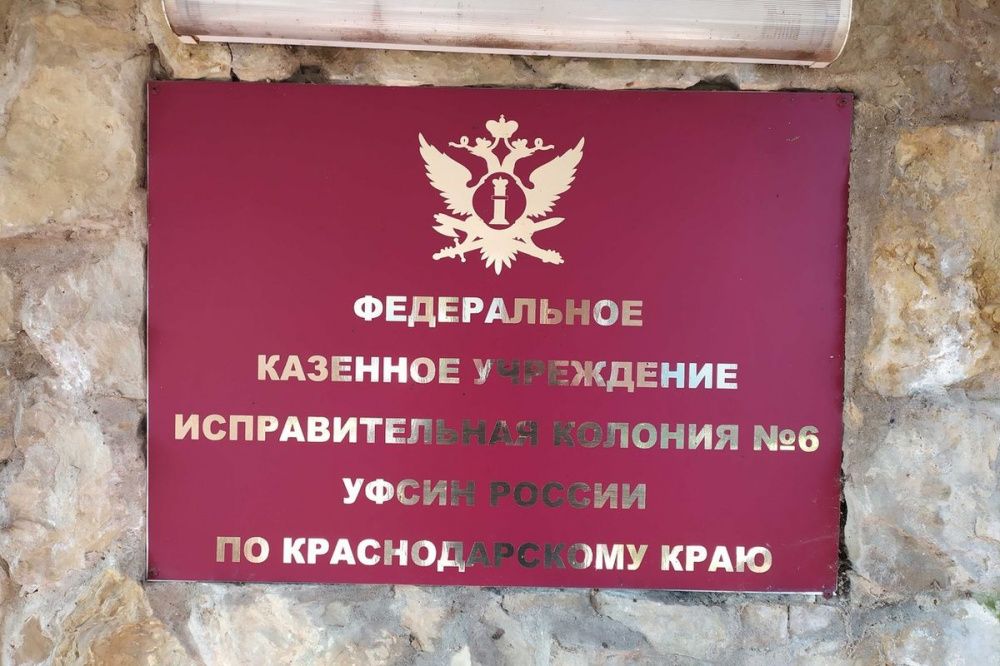 ФЕДЕРАЛЬНОЕ
КАЗЕННОЕ УЧРЕЖДЕНИЕ
ИСПРАВИТЕЛЬНАЯ КОЛОНИЯ №6
УФСИН РОССИИ
ПО КРАСНОДАРСКОМУ КРАЮ